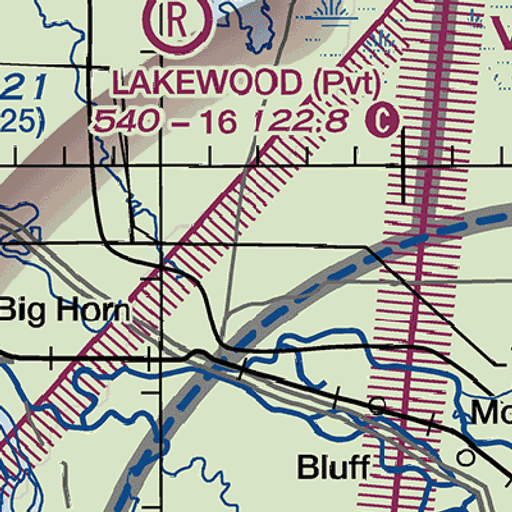 R
LAKEWOOD (Pvt)
21
540 – 16 122.8 C
25)
Big Horn
Bluff